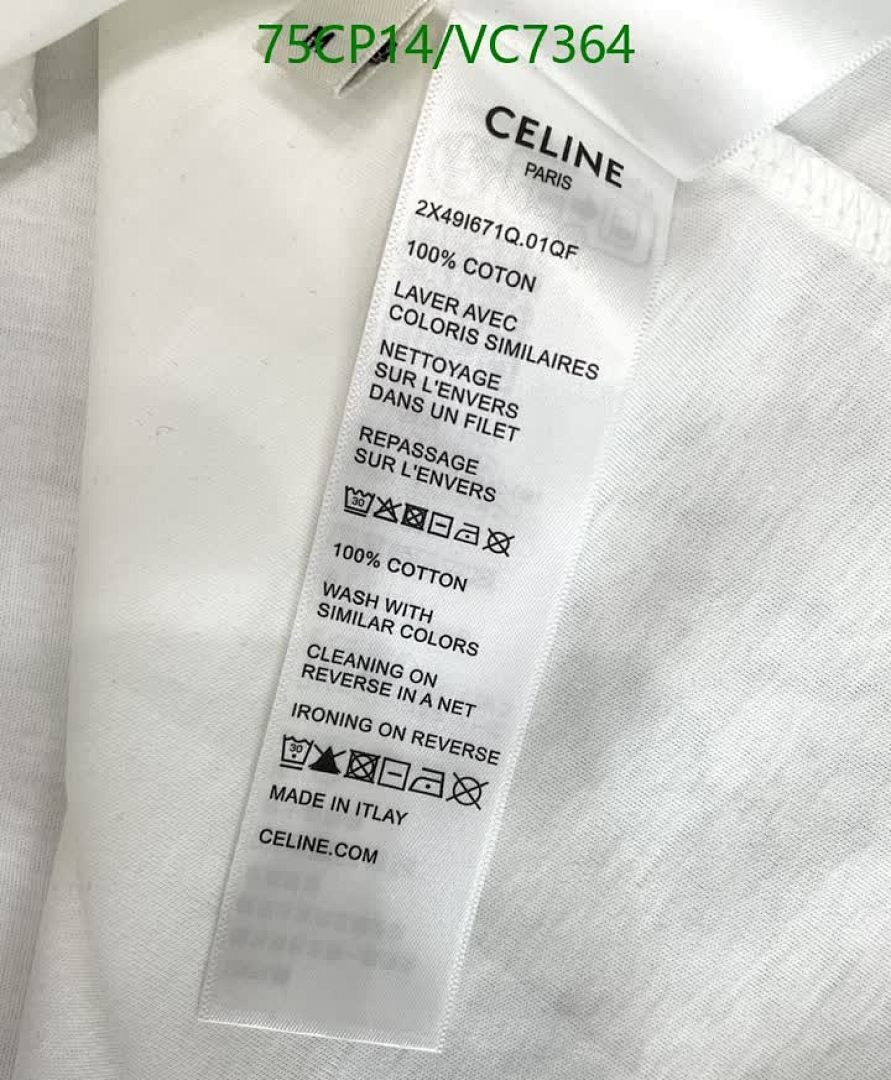 75CP14/VC7364
CELINE
PARIS
2X49I671Q.01QF
100% COTON
LAVER AVEC
COLORIS SIMILAIRES
NETTOYAGE
SUR L'ENVERS
DANS UN FILET
REPASSAGE
SUR L'ENVERS
30
100% COTTON
WASH WITH
SIMILAR COLORS
CLEANING ON
REVERSE IN A NET
IRONING ON REVERSE
30
MADE IN ITLAY
CELINE.COM